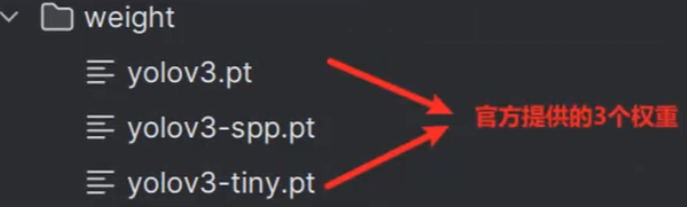 weight
yolov3.pt
官方提供的3个权重
yolov3-spp.pt
yolov3-tiny.pt